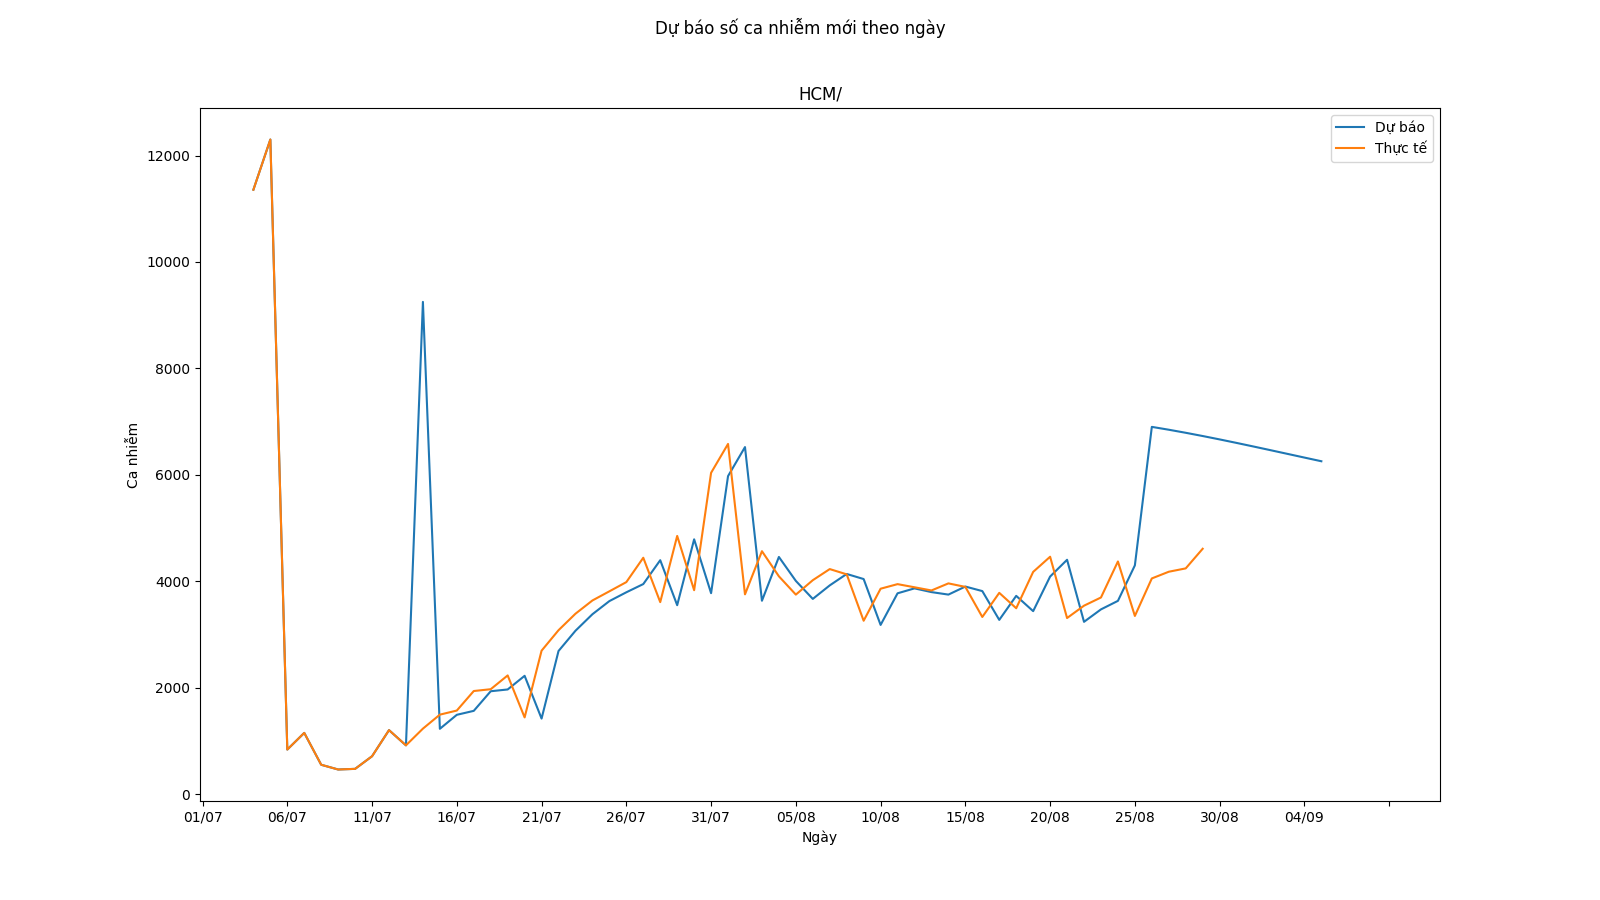 Dự báo số ca nhiễm mới theo ngày
HCM/
Dự báo
Thực tế
12000
10000
8000
6000
4000
2000
0
Ca nhiễm
01/07 06/07 11/07 16/07 21/07 26/07 31/07 05/08 10/08 15/08 20/08 25/08 30/08 04/09
Ngày